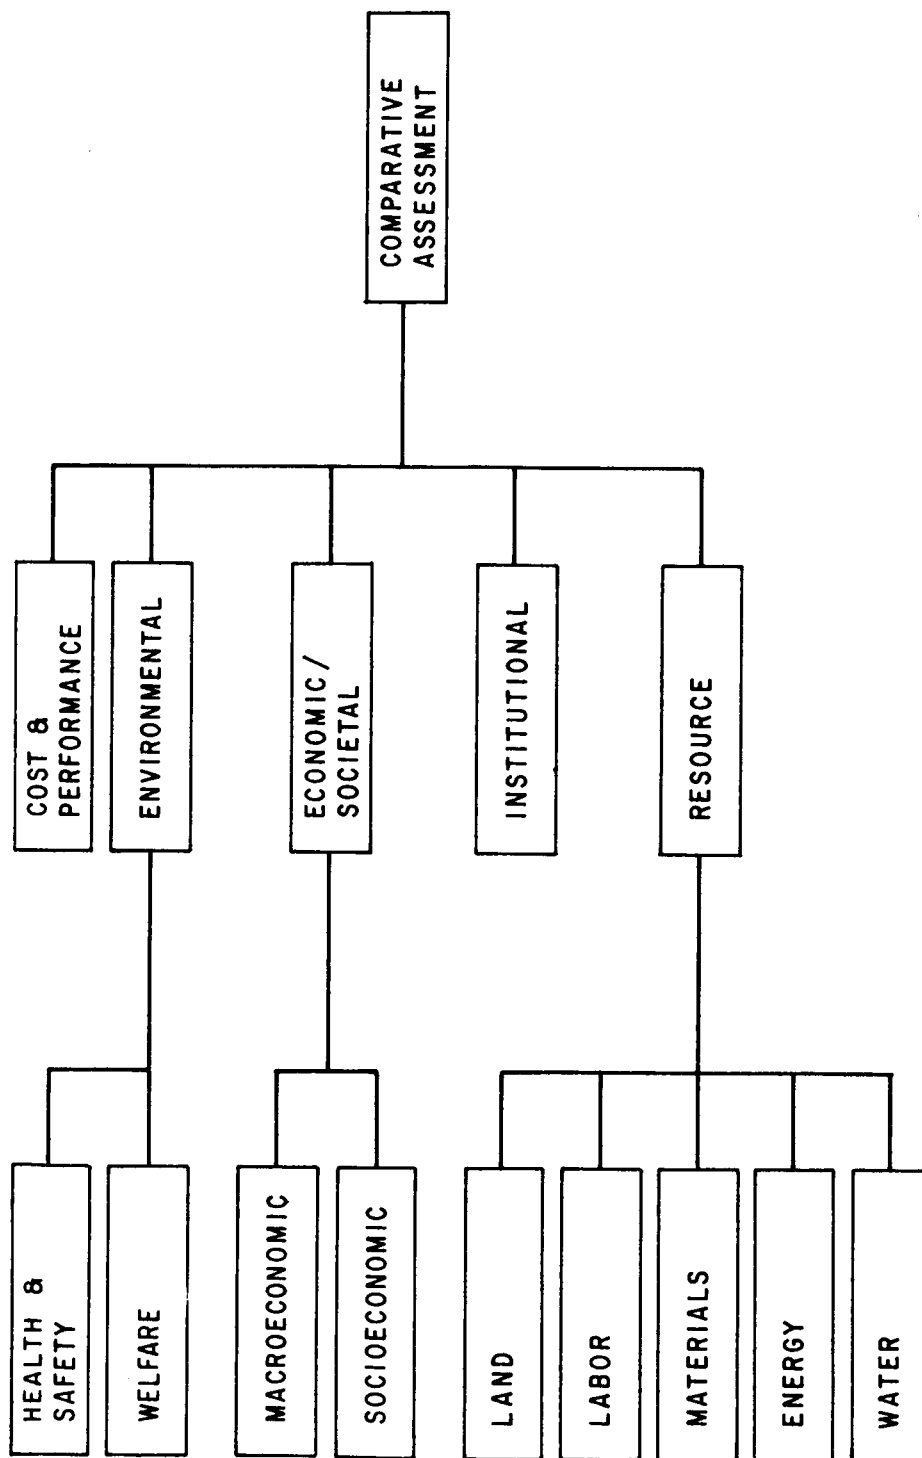 HEALTH &
SAFETY
WELFARE
MACROECONOMIC
SOCIOECONOMIC
LAND
LABOR
MATERIALS
ENERGY
WATER
COST &
PERFORMANCE
ENVIRONMENTAL
ECONOMIC/
SOCIETAL
INSTITUTIONAL
RESOURCE
COMPARATIVE
ASSESSMENT